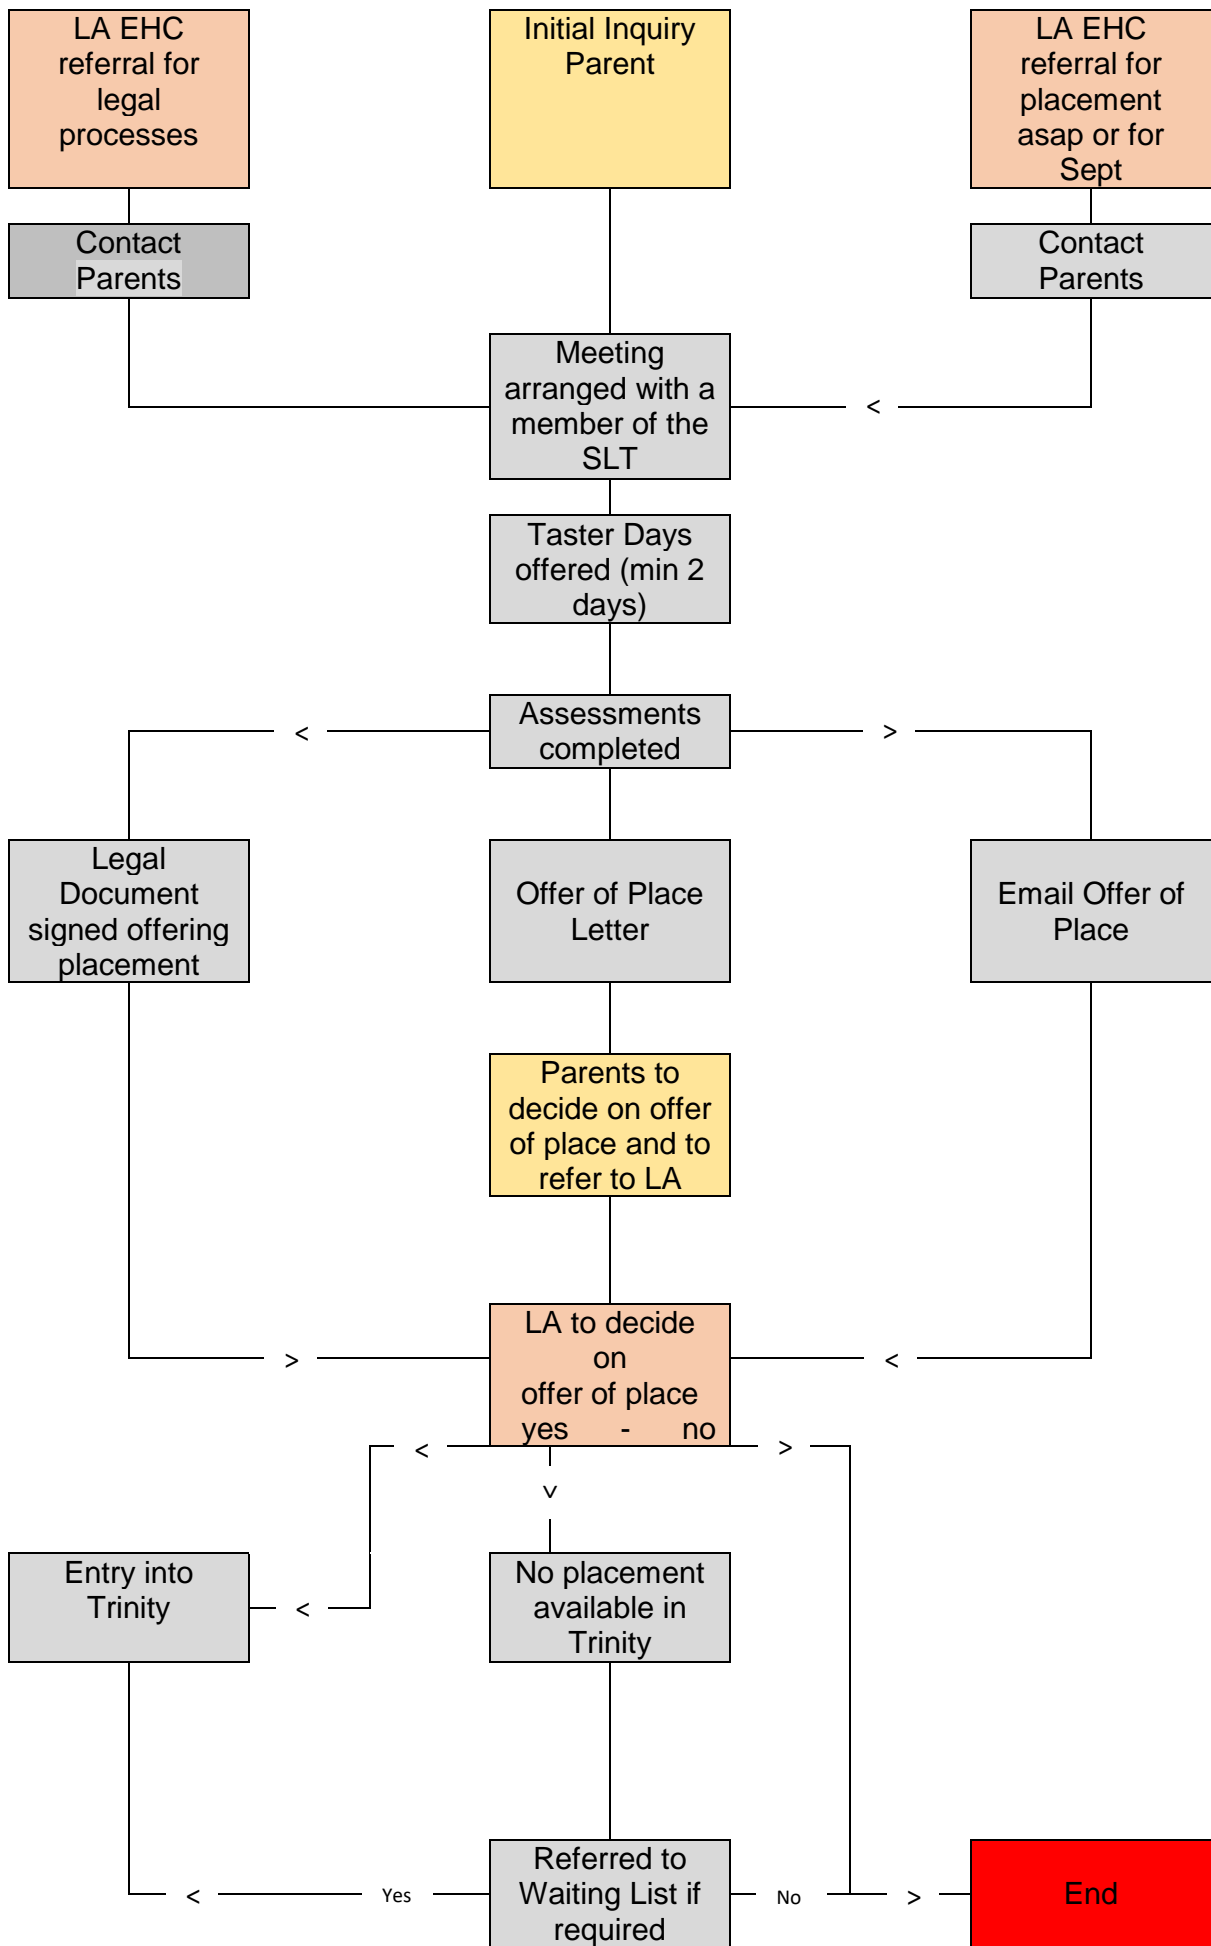 LA EHC
referral for
legal
processes
Initial Inquiry
Parent
LA EHC
referral for
placement
asap or for
Sept
Contact
Parents
Contact
Parents
Meeting
arranged with a
member of the
SLT
<
Taster Days
offered (min 2
days)
Assessments
completed
<
>
Legal
Document
signed offering
placement
Offer of Place
Letter
Email Offer of
Place
Parents to
decide on offer
of place and to
refer to LA
LA to decide
on
offer of place
yes - no
>
<
<
>
v
Entry into
Trinity
<
No placement
available in
Trinity
Referred to
Waiting List if
required
< Yes
No >
End